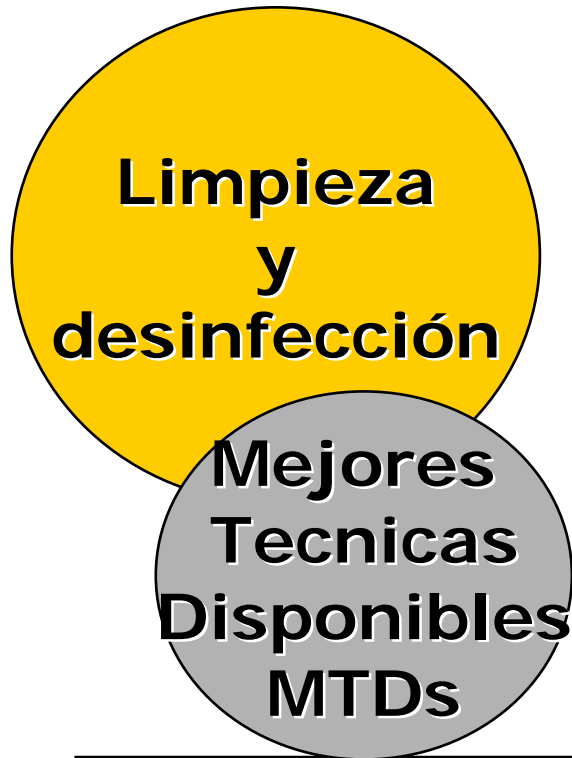 Limpieza
y
desinfección
Mejores
Tecnicas
Disponibles
MTDs